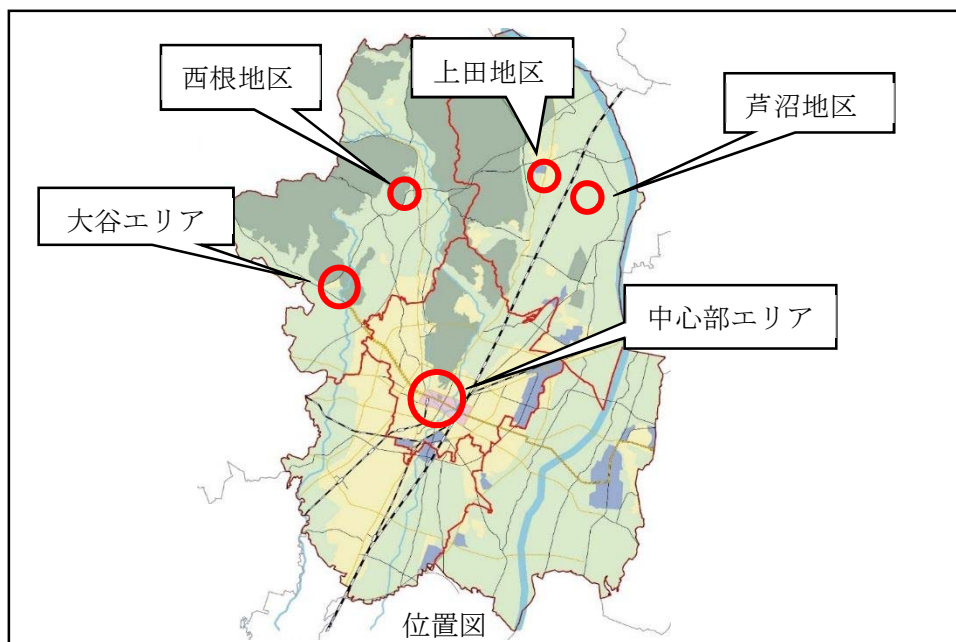 西根地区
上田地区
芦沼地区
大谷エリア
中心部エリア
位置図